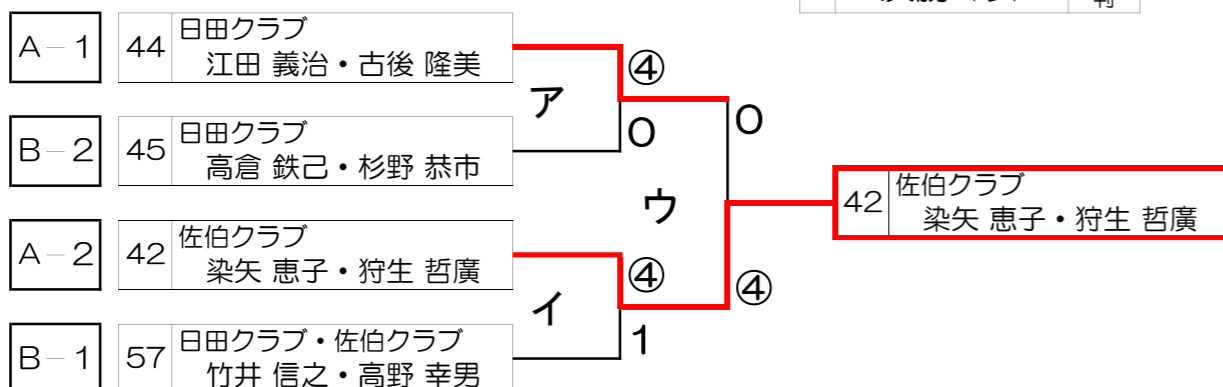 A－1 44 日田クラブ
江田 義治・古後 隆美
④
ア
0
0
B－2 45 日田クラブ
高倉 鉄己・杉野 恭市
ウ
42 佐伯クラブ
染矢 恵子・狩生 哲廣
A－2 42 佐伯クラブ
染矢 恵子・狩生 哲廣
④
④
イ
1
B－1 57 日田クラブ・佐伯クラブ
竹井 信之・高野 幸男